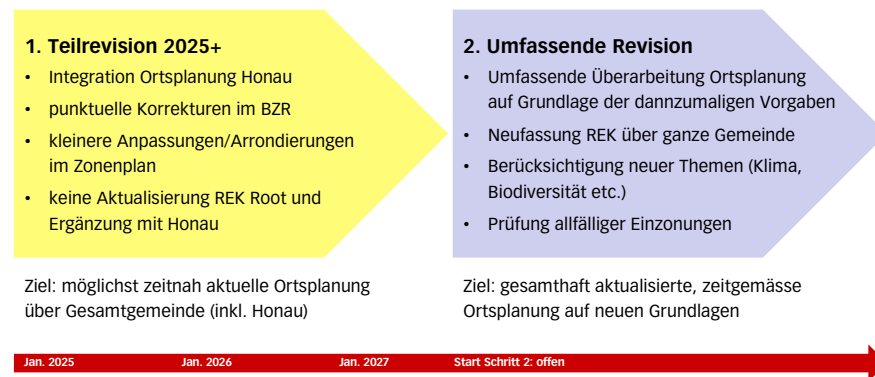 1. Teilrevision 2025+
• Integration Ortsplanung Honau
• punktuelle Korrekturen im BZR
• kleinere Anpassungen/Arrondierungen
im Zonenplan
• keine Aktualisierung REK Root und
Ergänzung mit Honau
Ziel: möglichst zeitnah aktuelle Ortsplanung
über Gesamtgemeinde (inkl. Honau)
2. Umfassende Revision
• Umfassende Überarbeitung Ortsplanung
auf Grundlage der dannzumaligen Vorgaben
• Neufassung REK über ganze Gemeinde
• Berücksichtigung neuer Themen (Klima,
Biodiversität etc.)
• Prüfung allfälliger Einzonungen
Ziel: gesamthaft aktualisierte, zeitgemässe
Ortsplanung auf neuen Grundlagen
Jan. 2025 Jan. 2026 Jan. 2027 Start Schritt 2: offen